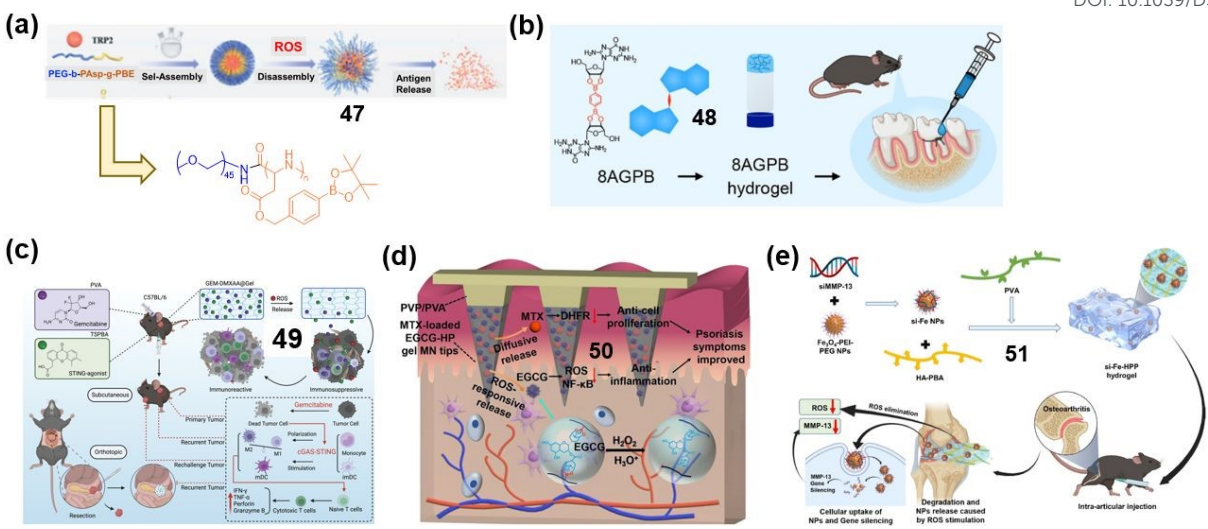 DOI: 10.1039/D5
(a)
TRP2
ROS
PEG-b-PAsp-g-PBE
Sel-Assembly
Disassembly
Antigen
Release
47
O
45
N
H
O
H
N
n
O
O
B
O
O
(b)
8AGPB
48
8AGPB
hydrogel
(c)
PVA
Gemcitabine
TSPBA
STING-agonist
C57BL/6
GEM-DMXAA@Gel
ROS
Release
49
Immunoreactive
Immunosuppressive
Subcutaneous
Orthotopic
Resection
Primary Tumor
Recurrent Tumor
Rechallenge Tumor
Recurrent Tumor
Gemcitabine
Dead Tumor Cell
Tumor Cell
Polarization
M2
M1
cGAS-STING
Monocyte
Stimulation
mDC
imDC
IFN-γ
TNF-α
Perforin
Granzyme B
Cytotoxic T cells
Naive T cells
(d)
PVP/PVA
MTX-loaded
EGCG-HP
gel MN tips
MTX
DHFR
Anti-cell
proliferation
Diffusive
release
50
Psoriasis
symptoms
improved
EGCG
ROS
NF-κB
Anti-
inflammation
ROS-
responsive
release
EGCG
H2O2
H3O+
(e)
siMMP-13
+
Fe3O4-PEI-
PEG NPs
si-Fe NPs
+
HA-PBA
PVA
51
si-Fe-HPP
hydrogel
ROS
MMP-13
ROS elimination
MMP-13
Gene
Silencing
Cellular uptake of
NPs and Gene silencing
Degradation and
NPs release caused
by ROS stimulation
Osteoarthritis
Intra-articular injection